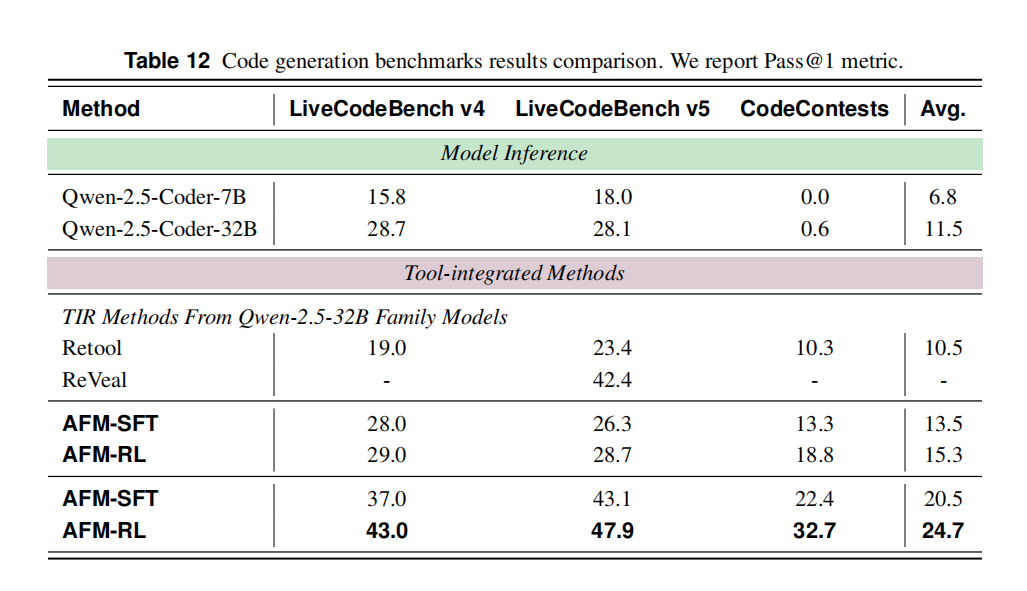 Table 12 Code generation benchmarks results comparison. We report Pass@1 metric.
Method LiveCodeBench v4 LiveCodeBench v5 CodeContests Avg.
Model Inference
Qwen-2.5-Coder-7B 15.8 18.0 0.0 6.8
Qwen-2.5-Coder-32B 28.7 28.1 0.6 11.5
Tool-integrated Methods
TIR Methods From Qwen-2.5-32B Family Models
Retool 19.0 23.4 10.3 10.5
ReVeal - 42.4 - -
AFM-SFT 28.0 26.3 13.3 13.5
AFM-RL 29.0 28.7 18.8 15.3
AFM-SFT 37.0 43.1 22.4 20.5
AFM-RL 43.0 47.9 32.7 24.7